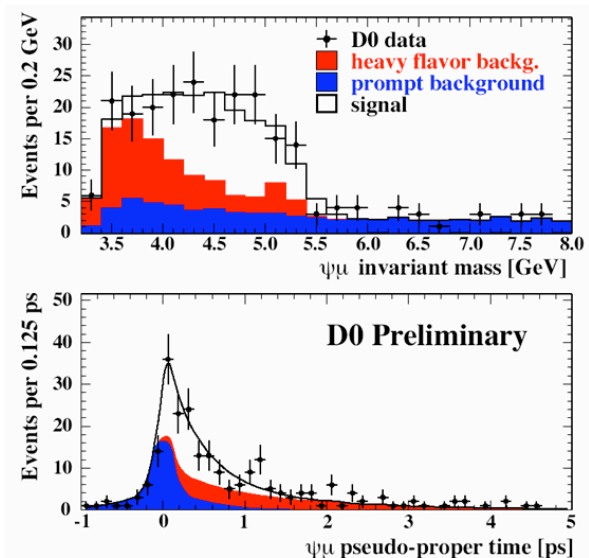 Events per 0.2 GeV
30
25
20
15
10
5
0
D0 data
heavy flavor backg.
prompt background
signal
3.5 4.0 4.5 5.0 5.5 6.0 6.5 7.0 7.5 8.0
ψμ invariant mass [GeV]
Events per 0.125 ps
50
40
30
20
10
0
D0 Preliminary
-1 0 1 2 3 4 5
ψμ pseudo-proper time [ps]